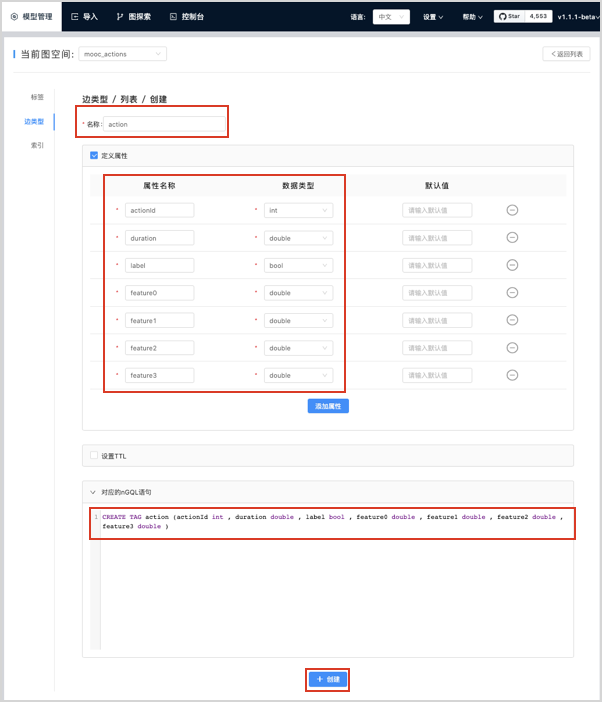 模型管理 导入 图探索 控制台 语言: 中文 设置 帮助 Star 4,553 v1.1.1-beta
当前图空间: mooc_actions < 返回列表
标签
边类型
索引
边类型 / 列表 / 创建
* 名称: action
定义属性
属性名称 数据类型 默认值
* actionId * int 请输入默认值
* duration * double 请输入默认值
* label * bool 请输入默认值
* feature0 * double 请输入默认值
* feature1 * double 请输入默认值
* feature2 * double 请输入默认值
* feature3 * double 请输入默认值
添加属性
设置TTL
对应的nGQL语句
1 CREATE TAG action (actionId int , duration double , label bool , feature0 double , feature1 double , feature2 double ,
feature3 double )
+ 创建